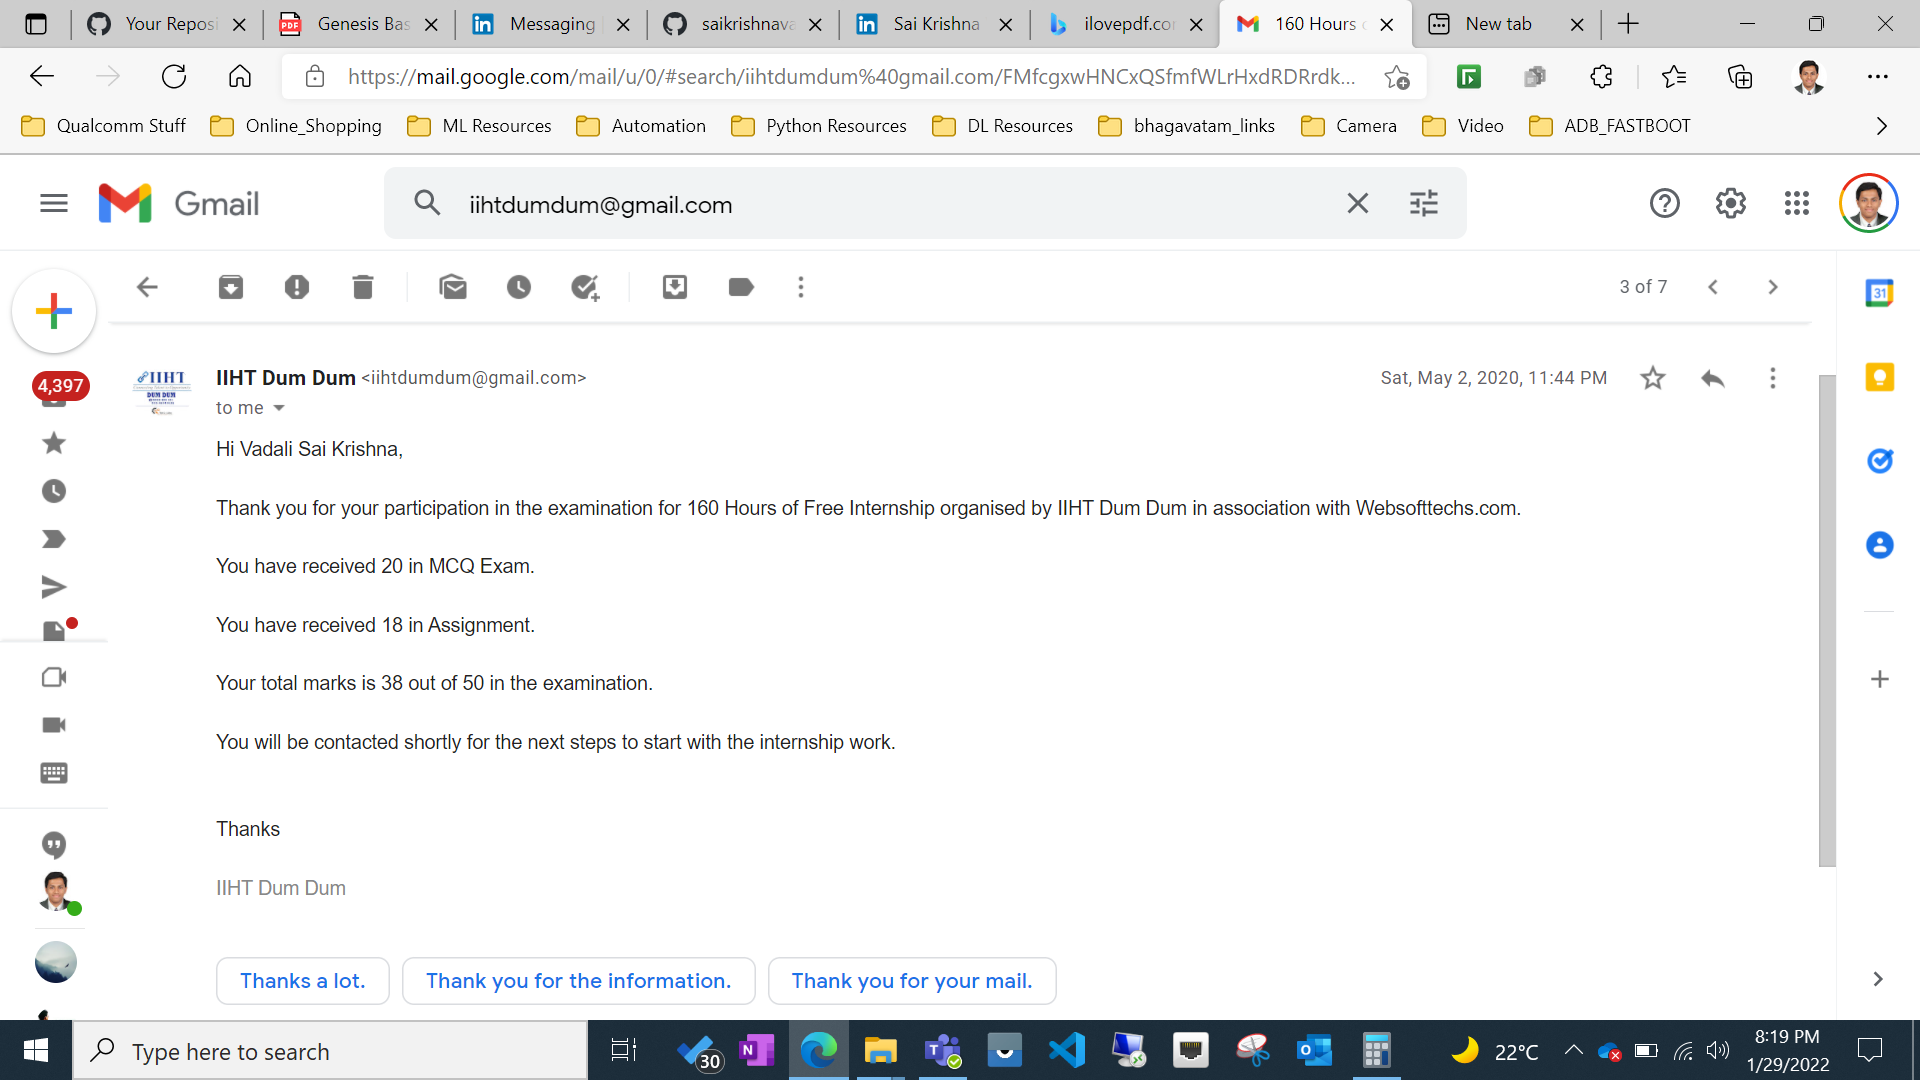 Your Reposi
Genesis Bas
Messaging
saikrishnava
Sai Krishna
ilovepdf.co
160 Hours o
New tab
https://mail.google.com/mail/u/0/#search/iihtdumdum%40gmail.com/FMfcgxwHNCxQSfmfWLrHxdRDRrdk...
Qualcomm Stuff
Online_Shopping
ML Resources
Automation
Python Resources
DL Resources
bhagavatam_links
Camera
Video
ADB_FASTBOOT
Gmail
iihtdumdum@gmail.com
3 of 7
31
4,397
IIHT
DUM DUM
IIHT Dum Dum <iihtdumdum@gmail.com>
Sat, May 2, 2020, 11:44 PM
to me
Hi Vadali Sai Krishna,
Thank you for your participation in the examination for 160 Hours of Free Internship organised by IIHT Dum Dum in association with Websofttechs.com.
You have received 20 in MCQ Exam.
You have received 18 in Assignment.
Your total marks is 38 out of 50 in the examination.
You will be contacted shortly for the next steps to start with the internship work.
Thanks
IIHT Dum Dum
Thanks a lot.
Thank you for the information.
Thank you for your mail.
Type here to search
30
22°C
8:19 PM
1/29/2022